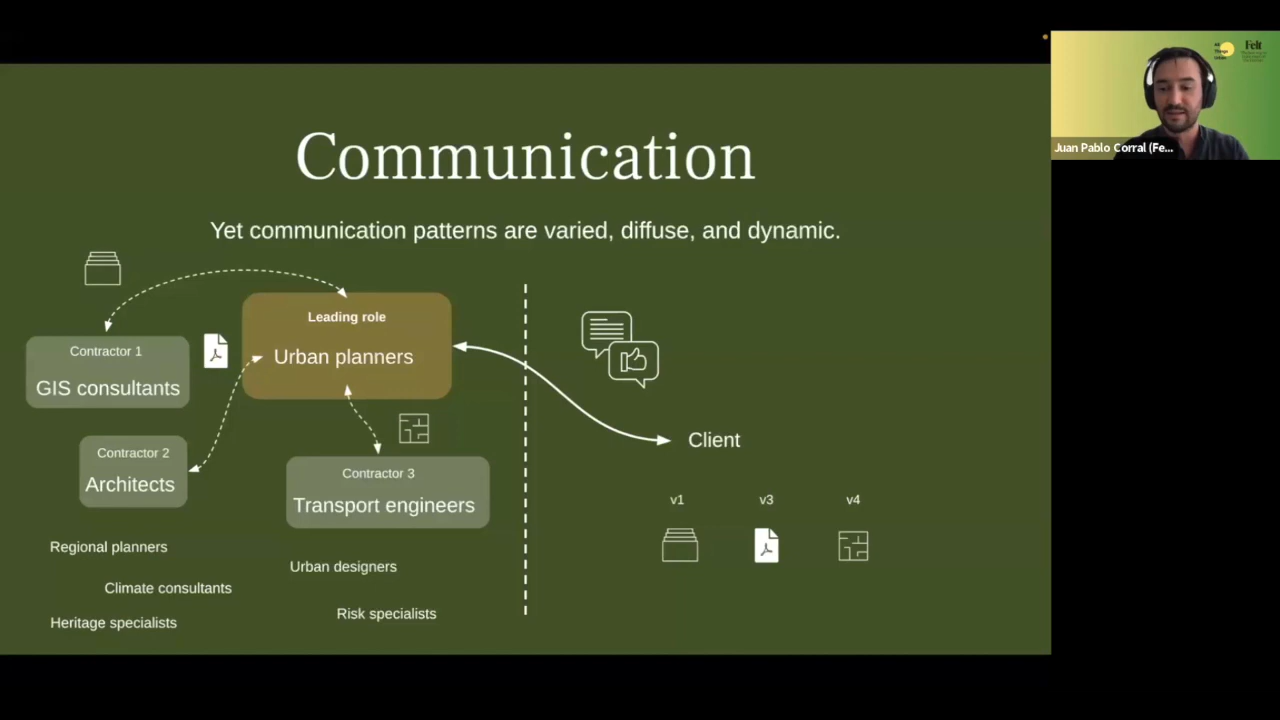 Communication
Yet communication patterns are varied, diffuse, and dynamic.
Leading role
Urban planners
Contractor 1
GIS consultants
Contractor 2
Architects
Contractor 3
Transport engineers
Regional planners
Climate consultants
Heritage specialists
Urban designers
Risk specialists
Client
v1
v3
v4
Felt
Juan Pablo Corral (Fe...